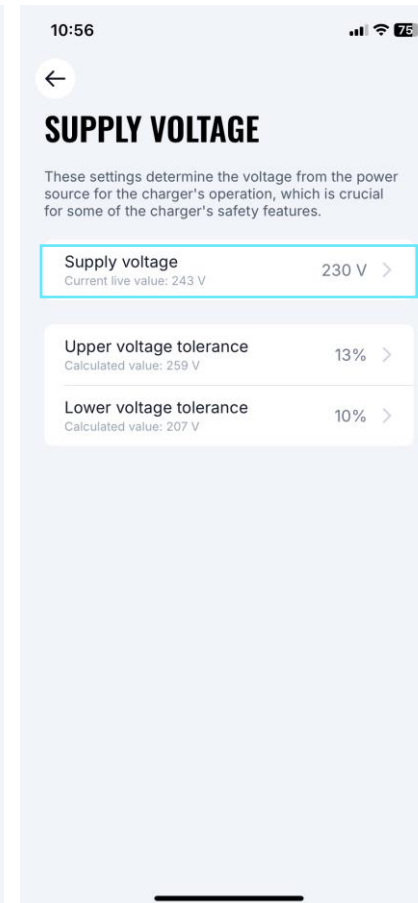 10:56
75
SUPPLY VOLTAGE
These settings determine the voltage from the power
source for the charger's operation, which is crucial
for some of the charger's safety features.
Supply voltage
230 V
Current live value: 243 V
Upper voltage tolerance
13%
Calculated value: 259 V
Lower voltage tolerance
10%
Calculated value: 207 V